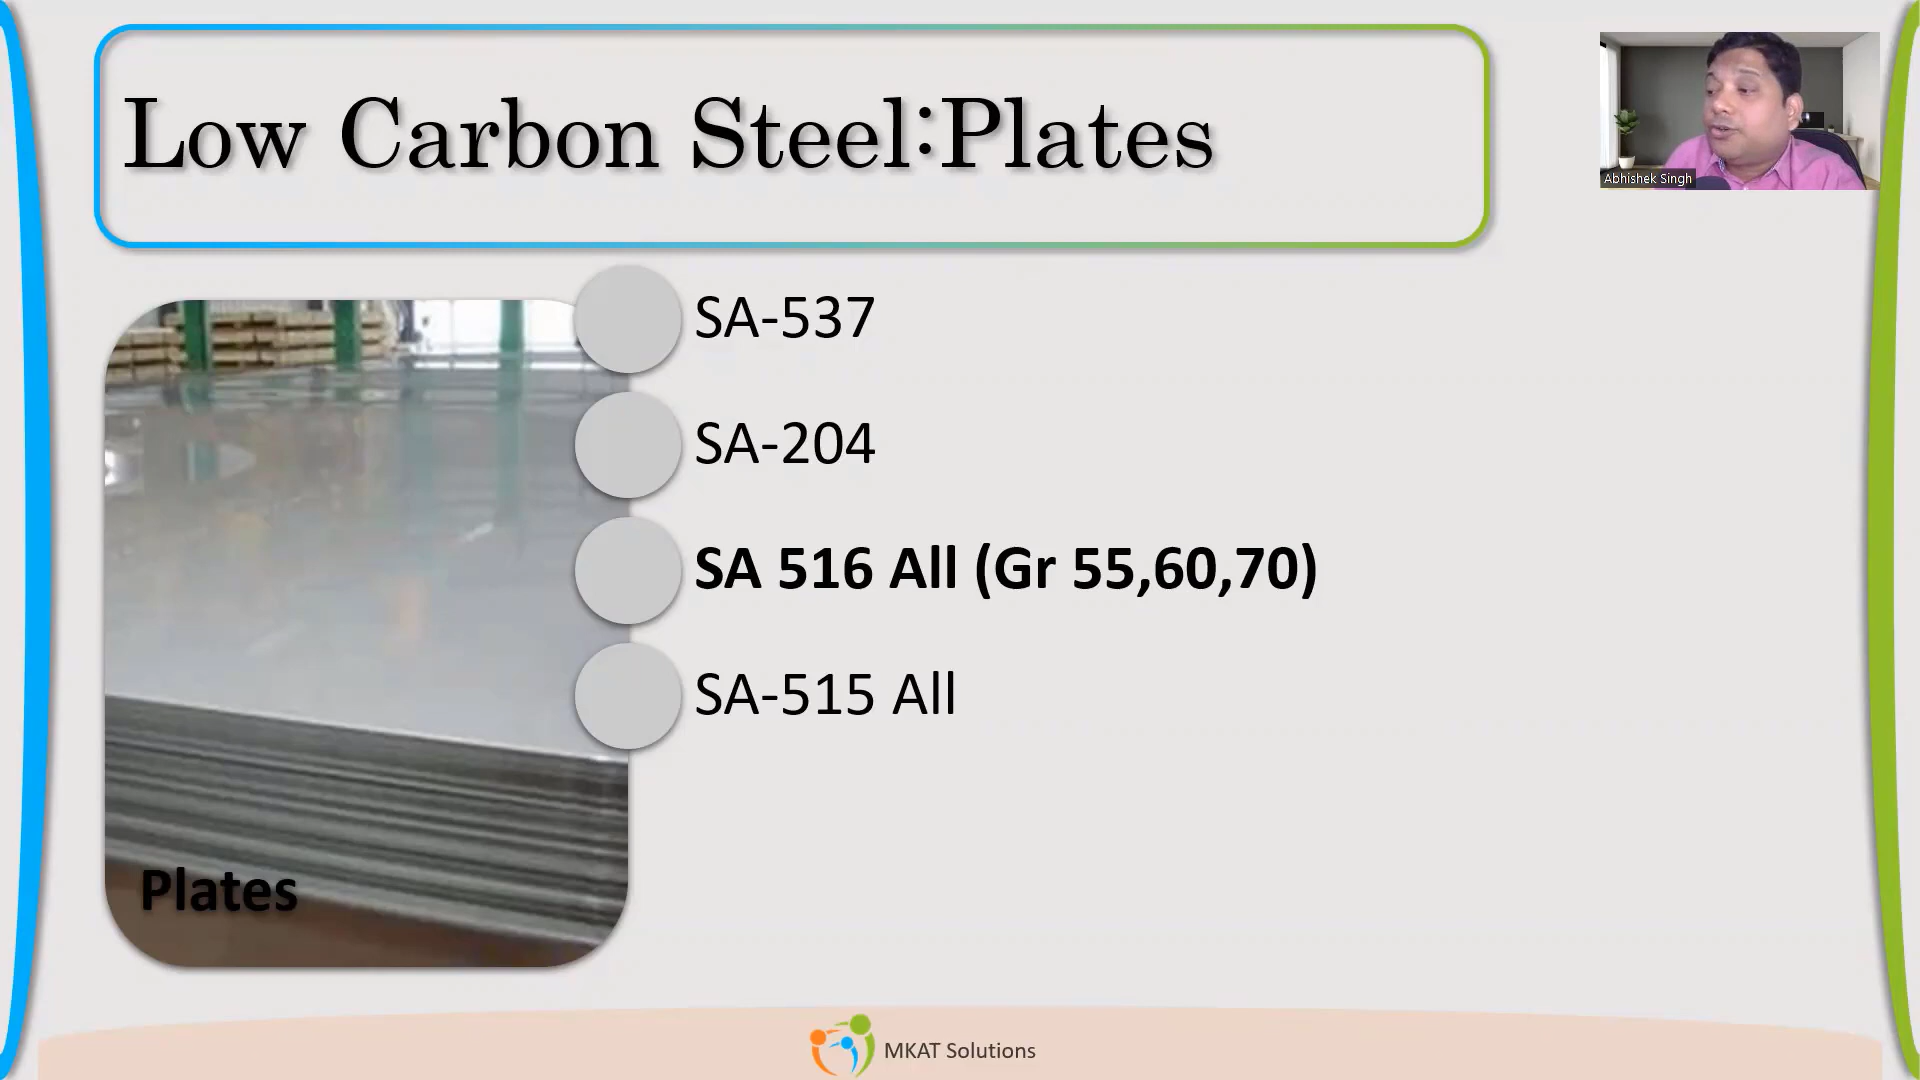 Low Carbon Steel:Plates
Abhishek Singh
SA-537
SA-204
SA 516 All (Gr 55,60,70)
SA-515 All
Plates
MKAT Solutions